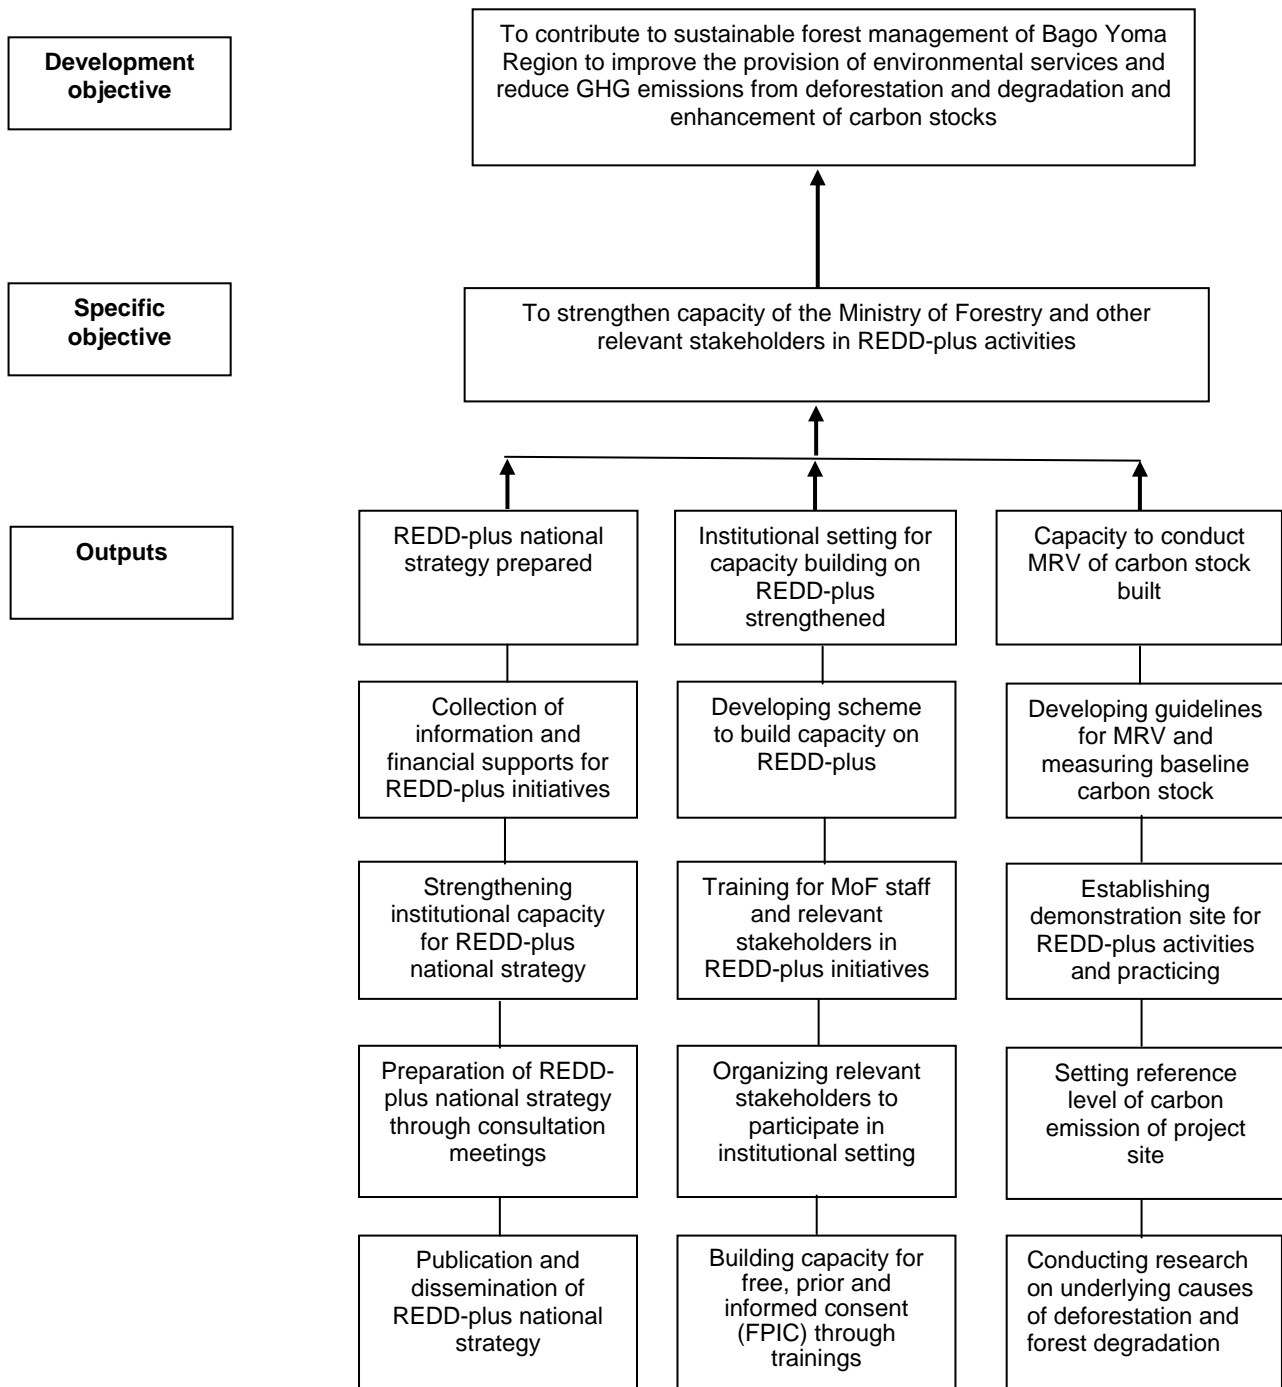 Development
objective
To contribute to sustainable forest management of Bago Yoma
Region to improve the provision of environmental services and
reduce GHG emissions from deforestation and degradation and
enhancement of carbon stocks
Specific
objective
To strengthen capacity of the Ministry of Forestry and other
relevant stakeholders in REDD-plus activities
Outputs
REDD-plus national
strategy prepared
Institutional setting for
capacity building on
REDD-plus
strengthened
Capacity to conduct
MRV of carbon stock
built
Collection of
information and
financial supports for
REDD-plus initiatives
Developing scheme
to build capacity on
REDD-plus
Developing guidelines
for MRV and
measuring baseline
carbon stock
Strengthening
institutional capacity
for REDD-plus
national strategy
Training for MoF staff
and relevant
stakeholders in
REDD-plus initiatives
Establishing
demonstration site for
REDD-plus activities
and practicing
Preparation of REDD-
plus national strategy
through consultation
meetings
Organizing relevant
stakeholders to
participate in
institutional setting
Setting reference
level of carbon
emission of project
site
Publication and
dissemination of
REDD-plus national
strategy
Building capacity for
free, prior and
informed consent
(FPIC) through
trainings
Conducting research
on underlying causes
of deforestation and
forest degradation